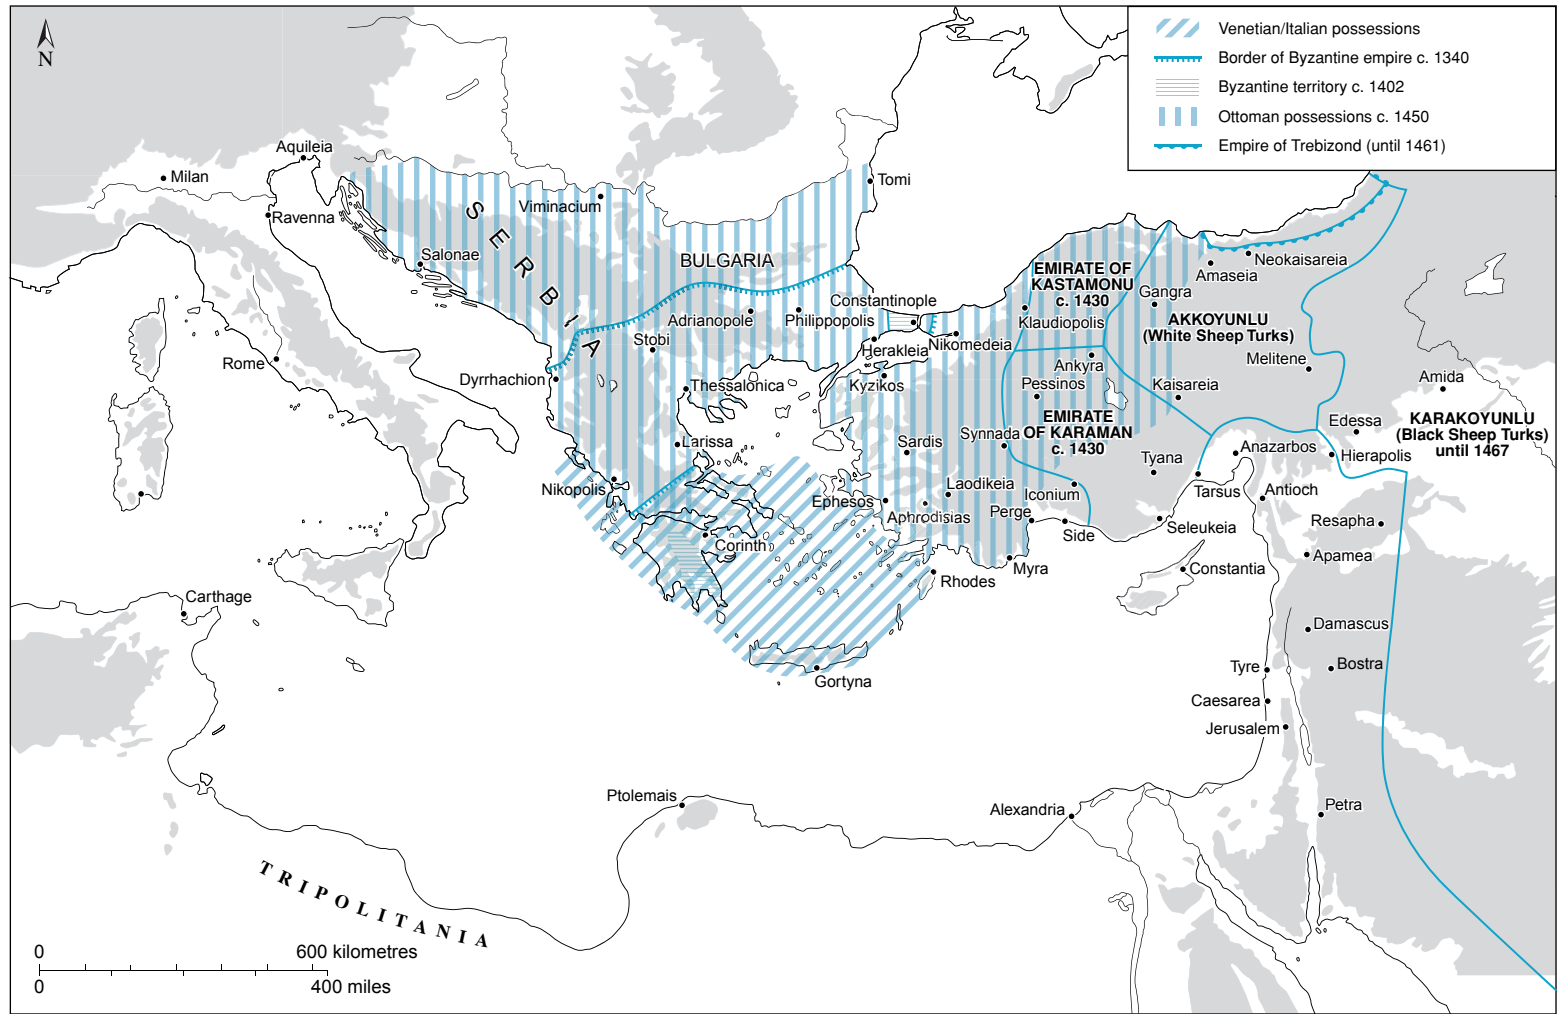 N
Venetian/Italian possessions
Border of Byzantine empire c. 1340
Byzantine territory c. 1402
Ottoman possessions c. 1450
Empire of Trebizond (until 1461)
Aquileia
Milan
Ravenna
Tomi
Viminacium
SERBIA
Salonae
BULGARIA
Neokaisareia
Amaseia
EMIRATE OF
KASTAMONU
c. 1430
Gangra
Constantinople
Adrianopole
Philippopolis
Klaudiopolis
AKKOYUNLU
(White Sheep Turks)
Stobi
Herakleia
Nikomedeia
Rome
Melitene
Ankyra
Dyrrhachion
Thessalonica
Kyzikos
Pessinos
Kaisareia
Amida
EMIRATE
OF KARAMAN
c. 1430
KARAKOYUNLU
(Black Sheep Turks)
until 1467
Edessa
Larissa
Sardis
Synnada
Anazarbos
Hierapolis
Tyana
Nikopolis
Laodikeia
Iconium
Tarsus
Antioch
Ephesos
Aphrodisias
Perge
Side
Seleukeia
Resapha
Corinth
Apamea
Myra
Constantia
Rhodes
Carthage
Damascus
Tyre
Bostra
Gortyna
Caesarea
Jerusalem
Ptolemais
Alexandria
Petra
TRIPOLITANIA
0 600 kilometres
0 400 miles